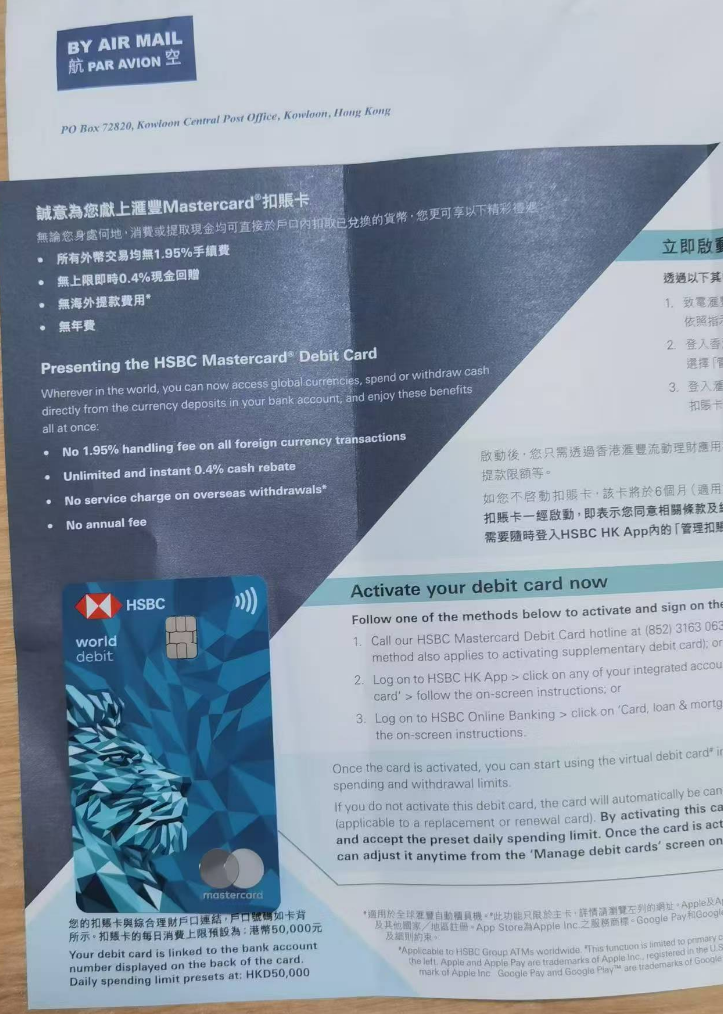 BY AIR MAIL
航 PAR AVION 空
PO Box 72820, Kowloon Central Post Office, Kowloon, Hong Kong
誠意為您獻上滙豐Mastercard®扣賬卡
無論您身處何地，消費或提取現金均可直接於戶口內扣取已兌換的貨幣，您更可享以下精彩禮遇：
• 所有外幣交易均無1.95%手續費
• 無上限即時0.4%現金回贈
• 無海外提款費用*
• 無年費
Presenting the HSBC Mastercard® Debit Card
Wherever in the world, you can now access global currencies, spend or withdraw cash
directly from the currency deposits in your bank account, and enjoy these benefits
all at once:
• No 1.95% handling fee on all foreign currency transactions
• Unlimited and instant 0.4% cash rebate
• No service charge on overseas withdrawals*
• No annual fee
HSBC
world
debit
mastercard
您的扣賬卡與綜合理財戶口連結，戶口號碼如卡背
所示。扣賬卡的每日消費上限預設為：港幣50,000元
Your debit card is linked to the bank account
number displayed on the back of the card.
Daily spending limit presets at: HKD50,000
立即啟動
透過以下其
1. 致電滙豐
依照指示
2. 登入香
選擇「管
3. 登入滙
扣賬卡
啟動後，您只需透過香港滙豐流動理財應用
提款限額等。
如您不啓動扣賬卡，該卡將於6個月（適用
扣賬卡一經啟動，即表示您同意相關條款及
需要隨時登入HSBC HK App內的「管理扣賬
Activate your debit card now
Follow one of the methods below to activate and sign on the
1. Call our HSBC Mastercard Debit Card hotline at (852) 3163 063
method also applies to activating supplementary debit card); or
2. Log on to HSBC HK App > click on any of your integrated accou
card' > follow the on-screen instructions; or
3. Log on to HSBC Online Banking > click on 'Card, loan & mortg
the on-screen instructions.
Once the card is activated, you can start using the virtual debit card# in
spending and withdrawal limits.
If you do not activate this debit card, the card will automatically be can
(applicable to a replacement or renewal card). By activating this ca
and accept the preset daily spending limit. Once the card is act
can adjust it anytime from the 'Manage debit cards' screen on
*適用於全球滙豐自動櫃員機。#此功能只限於主卡，詳情請瀏覽左列的網址。Apple及Ap
及其他國家／地區註冊。App Store為Apple Inc.之服務商標。Google Pay和Google
及細則約束。
*Applicable to HSBC Group ATMs worldwide. #This function is limited to primary c
the left. Apple and Apple Pay are trademarks of Apple Inc., registered in the U.S
mark of Apple Inc. Google Pay and Google Play™ are trademarks of Google